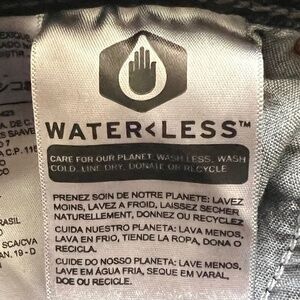 WATER<LESS™
CARE FOR OUR PLANET: WASH LESS, WASH
COLD, LINE DRY, DONATE OR RECYCLE
PRENEZ SOIN DE NOTRE PLANETE: LAVEZ
MOINS, LAVEZ A FROID, LAISSEZ SECHER
NATURELLEMENT, DONNEZ OU RECYCLEZ
CUIDA NUESTRO PLANETA: LAVA MENOS,
LAVA EN FRIO, TIENDE LA ROPA, DONA O
RECICLA.
CUIDE DO NOSSO PLANETA: LAVE MENOS,
LAVE EM ÁGUA FRIA, SEQUE EM VARAL,
DOE OU RECICLE.